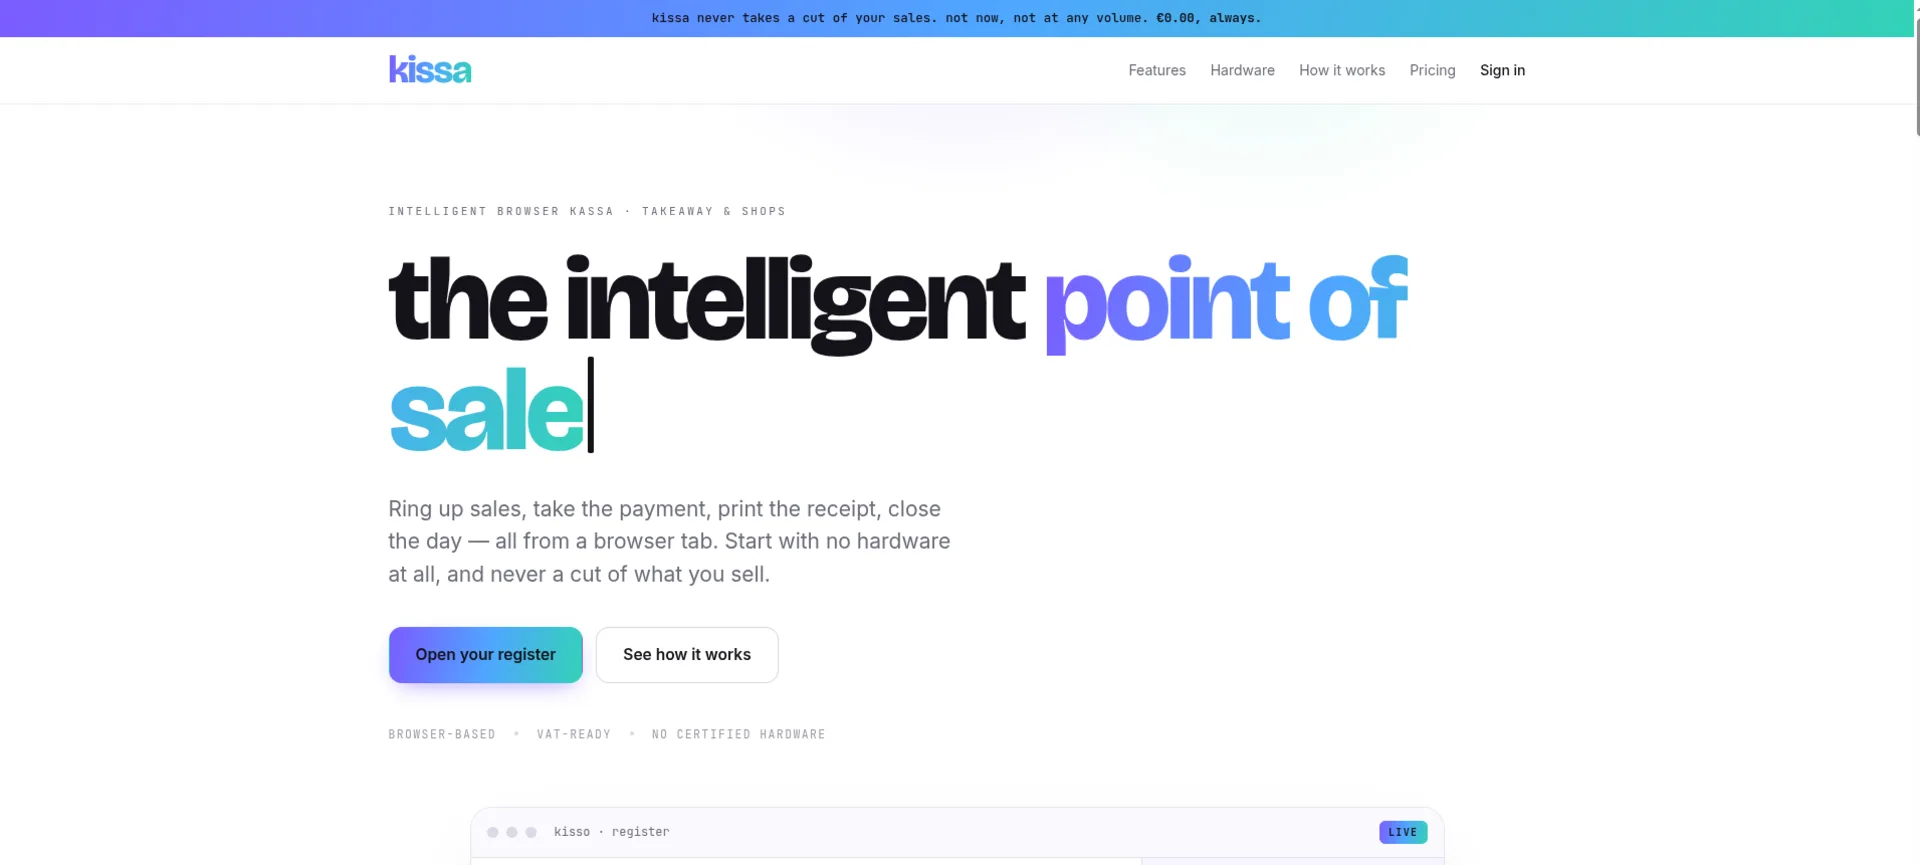 kissa never takes a cut of your sales. not now, not at any volume. €0.00, always.
kissa
Features
Hardware
How it works
Pricing
Sign in
INTELLIGENT BROWSER KASSA · TAKEAWAY & SHOPS
the intelligent point of
sale
Ring up sales, take the payment, print the receipt, close
the day — all from a browser tab. Start with no hardware
at all, and never a cut of what you sell.
Open your register
See how it works
BROWSER-BASED
VAT-READY
NO CERTIFIED HARDWARE
kisso · register
LIVE